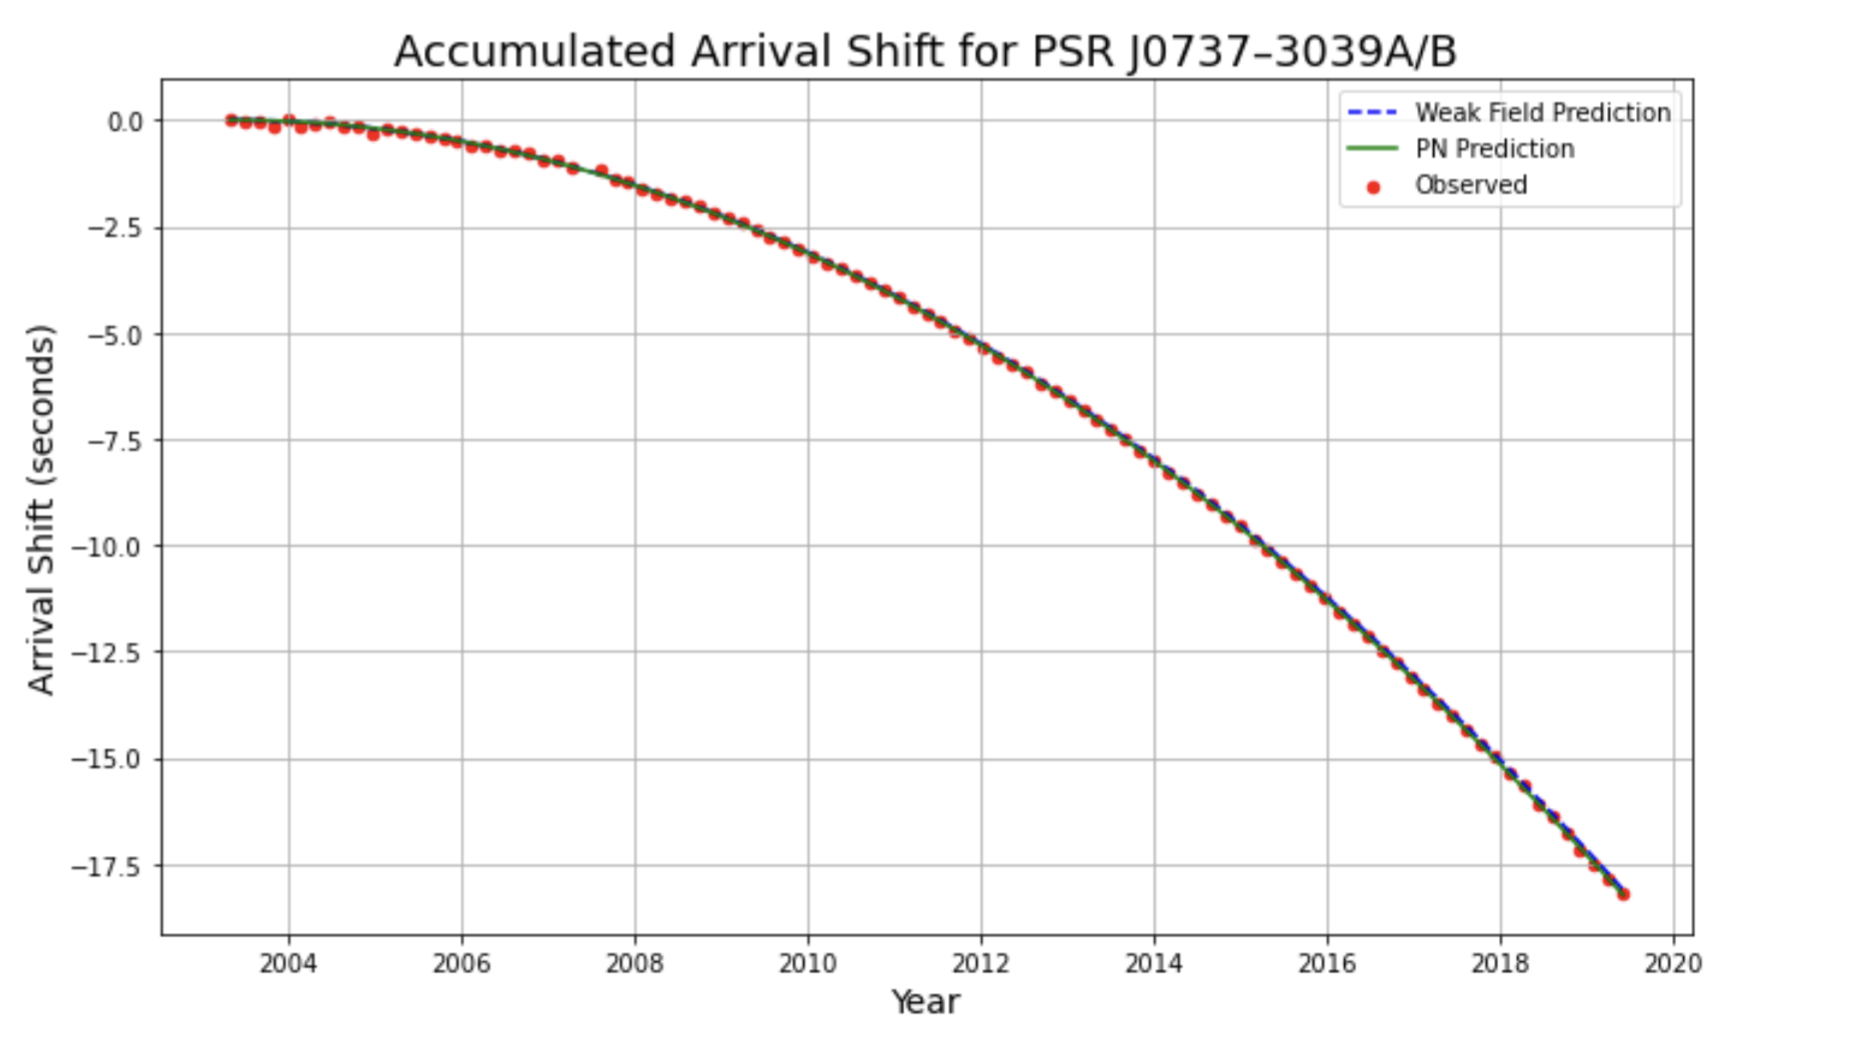 Accumulated Arrival Shift for PSR J0737–3039A/B
Weak Field Prediction
PN Prediction
Observed
Arrival Shift (seconds)
0.0
−2.5
−5.0
−7.5
−10.0
−12.5
−15.0
−17.5
2004 2006 2008 2010 2012 2014 2016 2018 2020
Year